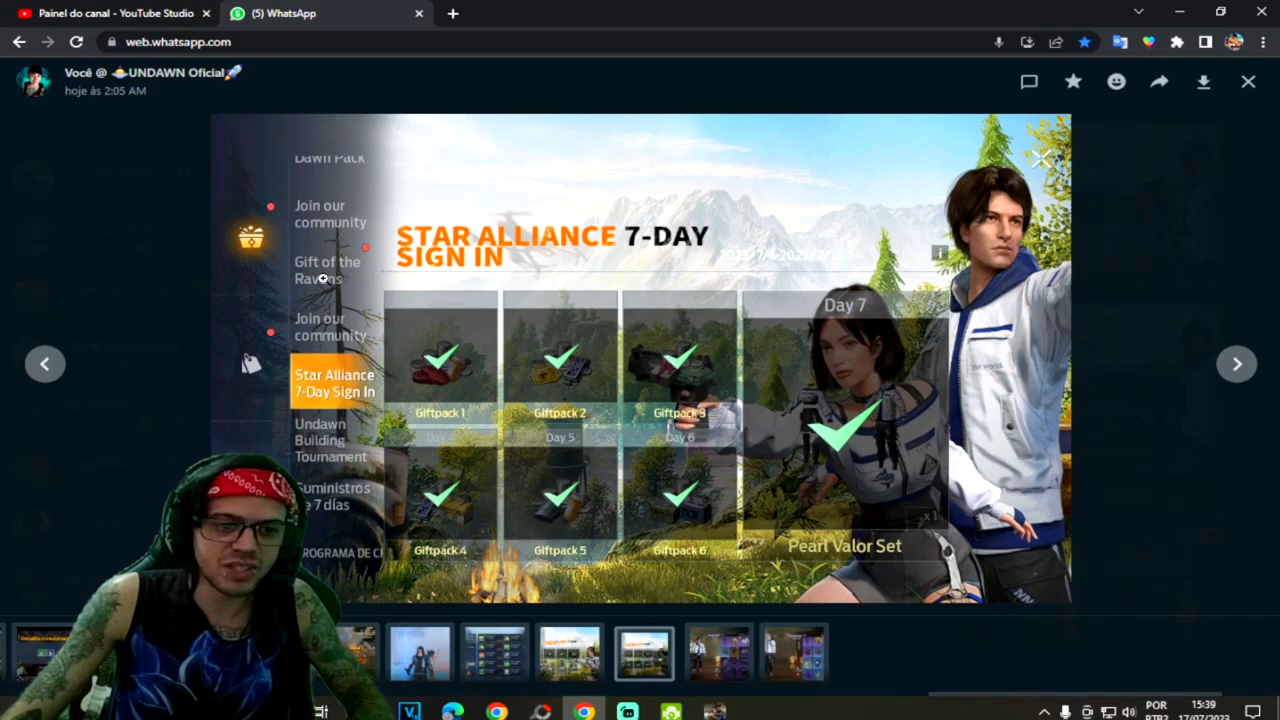 Painel do canal - YouTube Studio
(5) WhatsApp
web.whatsapp.com
Você @ 🛸UNDAWN Oficial🚀
hoje às 2:05 AM
Dawn Pack
Join our
community
Gift of the
Ravens
Join our
community
Star Alliance
7-Day Sign In
Undawn
Building
Tournament
Suministros
de 7 días
STAR ALLIANCE 7-DAY
SIGN IN
Giftpack 1
Giftpack 2
Giftpack 3
Day 5
Day 6
Giftpack 4
Giftpack 5
Giftpack 6
Day 7
x1
Pearl Valor Set
POR
PTB2
15:39
17/07/2023